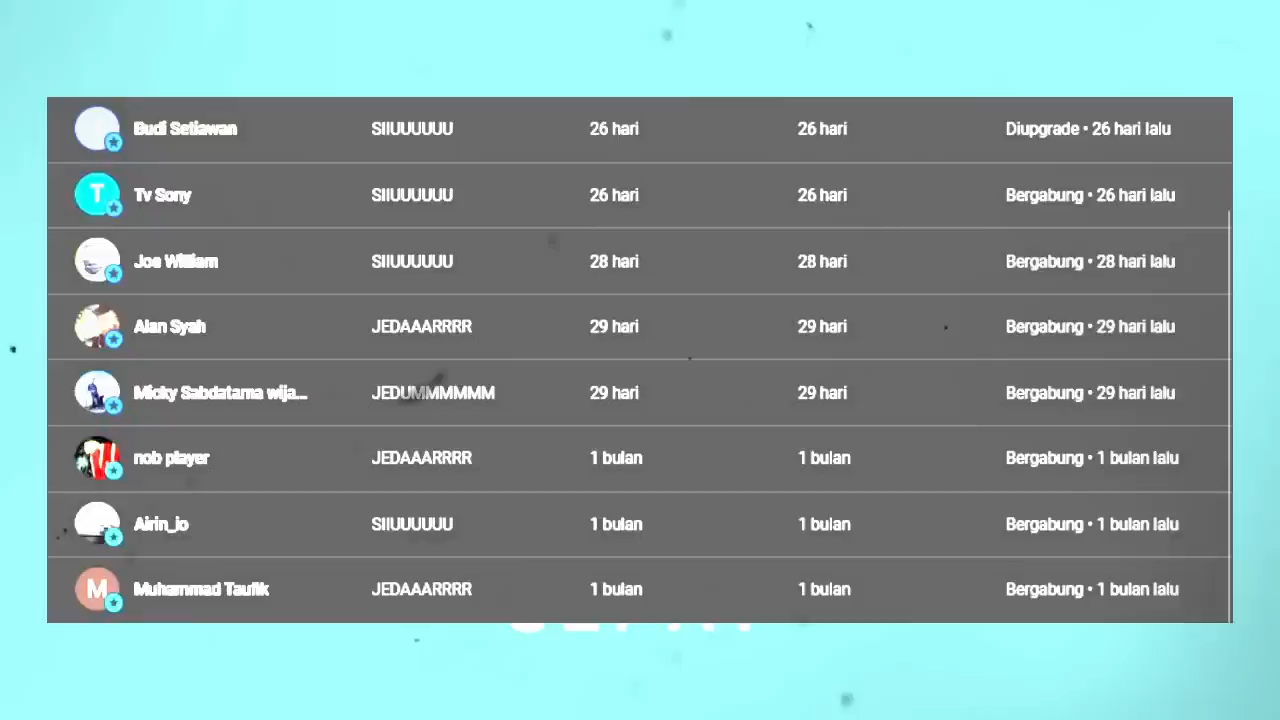 Budi Setiawan SIIUUUUUU 26 hari 26 hari Diupgrade • 26 hari lalu
T Tv Sony SIIUUUUUU 26 hari 26 hari Bergabung • 26 hari lalu
Joe William SIIUUUUUU 28 hari 28 hari Bergabung • 28 hari lalu
Alan Syah JEDAAARRRR 29 hari 29 hari Bergabung • 29 hari lalu
Micky Sabdatama wija... JEDUMMMMMM 29 hari 29 hari Bergabung • 29 hari lalu
nob player JEDAAARRRR 1 bulan 1 bulan Bergabung • 1 bulan lalu
Airin_io SIIUUUUUU 1 bulan 1 bulan Bergabung • 1 bulan lalu
M Muhammad Taufik JEDAAARRRR 1 bulan 1 bulan Bergabung • 1 bulan lalu